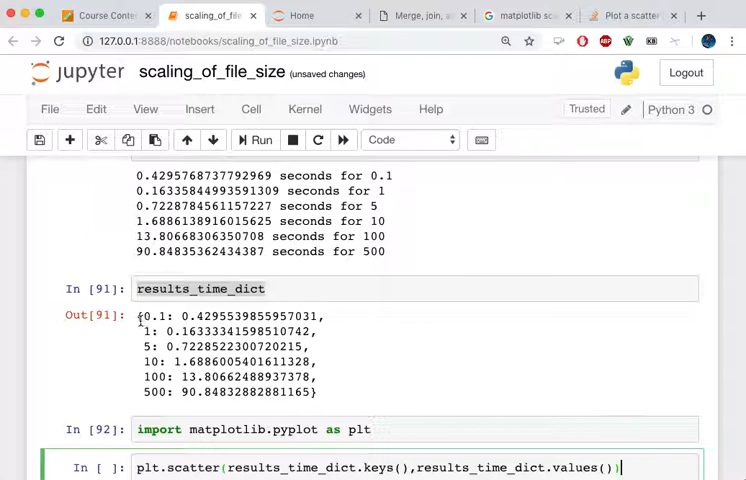 Course Conte
scaling_of_fil
Home
Merge, join, a
matplotlib sc
Plot a scatter
127.0.0.1:8888/notebooks/scaling_of_file_size.ipynb
ABP
jupyter scaling_of_file_size (unsaved changes) Logout
File Edit View Insert Cell Kernel Widgets Help Trusted Python 3
Run Code
0.4295768737792969 seconds for 0.1
0.16335844993591309 seconds for 1
0.7228784561157227 seconds for 5
1.6886138916015625 seconds for 10
13.80668306350708 seconds for 100
90.84835362434387 seconds for 500
In [91]: results_time_dict
Out[91]: {0.1: 0.4295539855957031,
1: 0.16333341598510742,
5: 0.7228522300720215,
10: 1.6886005401611328,
100: 13.80662488937378,
500: 90.84832882881165}
In [92]: import matplotlib.pyplot as plt
In [ ]: plt.scatter(results_time_dict.keys(),results_time_dict.values())